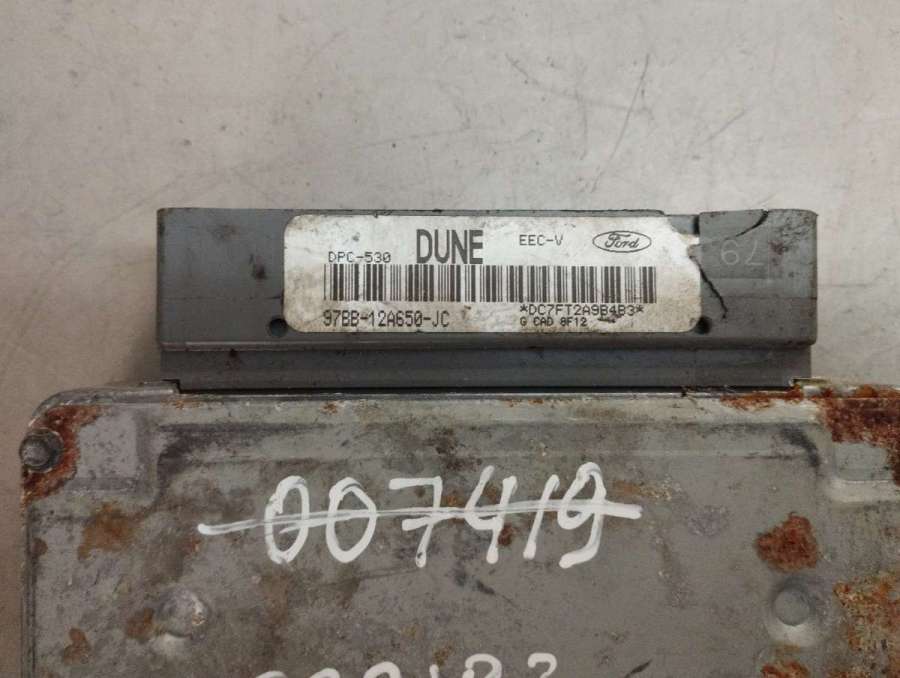 DPC-530 DUNE EEC-V Ford
97BB-12A650-JC *DC7FT2A9B4B3*
G CAD 8F12
007419